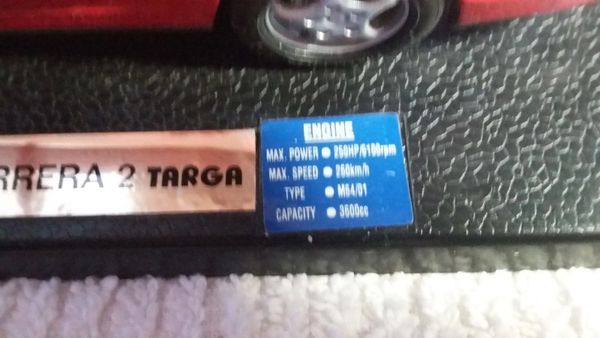 RRERA 2 TARGA
ENGINE
MAX. POWER ● 250HP/6100rpm
MAX. SPEED ● 260km/h
TYPE ● M64/01
CAPACITY ● 3600cc